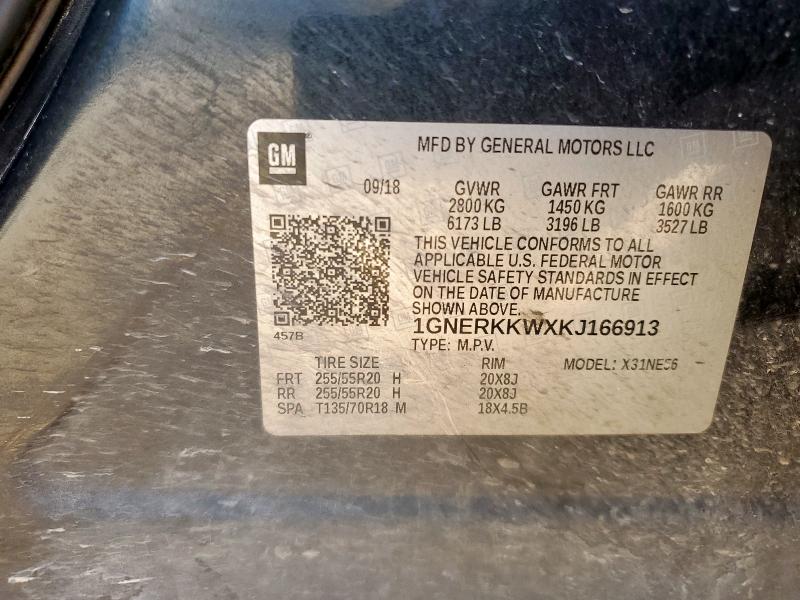 GM
MFD BY GENERAL MOTORS LLC
09/18 GVWR GAWR FRT GAWR RR
2800 KG 1450 KG 1600 KG
6173 LB 3196 LB 3527 LB
THIS VEHICLE CONFORMS TO ALL
APPLICABLE U.S. FEDERAL MOTOR
VEHICLE SAFETY STANDARDS IN EFFECT
ON THE DATE OF MANUFACTURE
SHOWN ABOVE.
1GNERKKWXKJ166913
457B
TYPE: M.P.V.
TIRE SIZE RIM MODEL: X31NE56
FRT 255/55R20 H 20X8J
RR 255/55R20 H 20X8J
SPA T135/70R18 M 18X4.5B